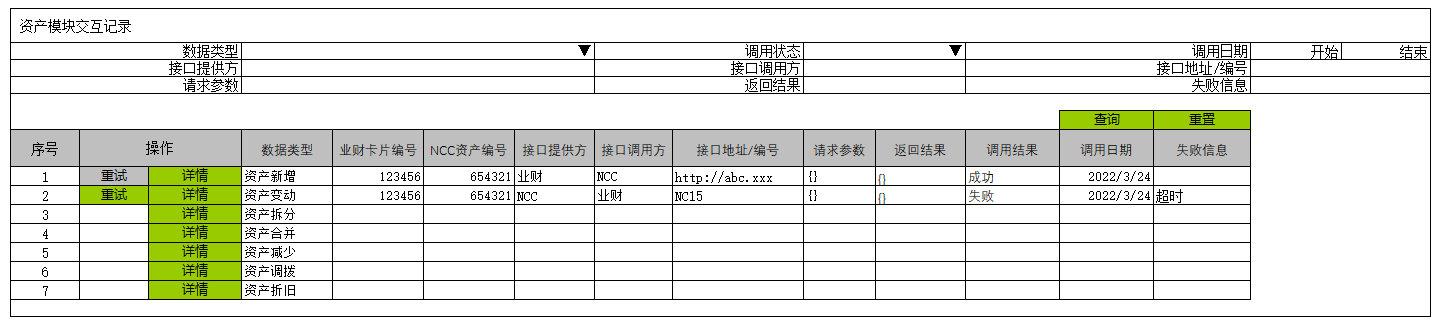 资产模块交互记录
数据类型 ▼ 调用状态 ▼ 调用日期 开始 结束
接口提供方 接口调用方 接口地址/编号
请求参数 返回结果 失败信息
查询 重置
序号 操作 数据类型 业财卡片编号 NCC资产编号 接口提供方 接口调用方 接口地址/编号 请求参数 返回结果 调用结果 调用日期 失败信息
1 重试 详情 资产新增 123456 654321 业财 NCC http://abc.xxx {} {} 成功 2022/3/24
2 重试 详情 资产变动 123456 654321 NCC 业财 NC15 {} {} 失败 2022/3/24 超时
3 详情 资产拆分
4 详情 资产合并
5 详情 资产减少
6 详情 资产调拨
7 详情 资产折旧